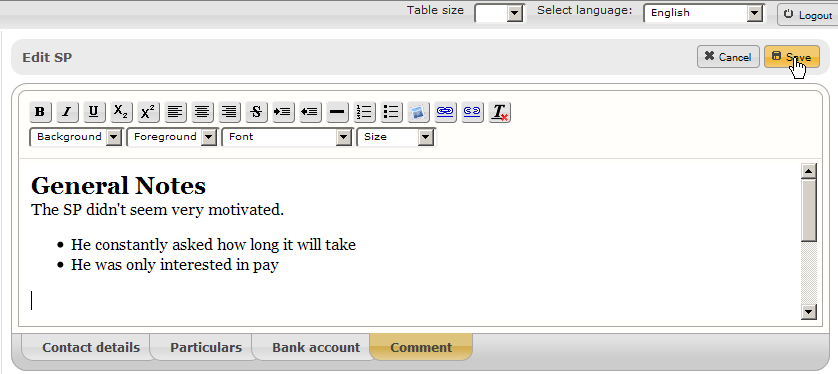 Table size Select language: English Logout
Edit SP Cancel Save
B I U X2 X2 S T
Background Foreground Font Size
General Notes
The SP didn't seem very motivated.
• He constantly asked how long it will take
• He was only interested in pay
Contact details Particulars Bank account Comment